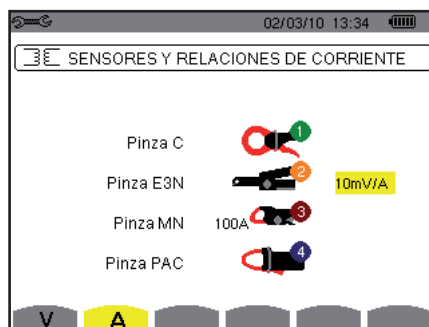 02/03/10 13:34
SENSORES Y RELACIONES DE CORRIENTE
Pinza C 1
Pinza E3N 2 10mV/A
Pinza MN 100A 3
Pinza PAC 4
V A